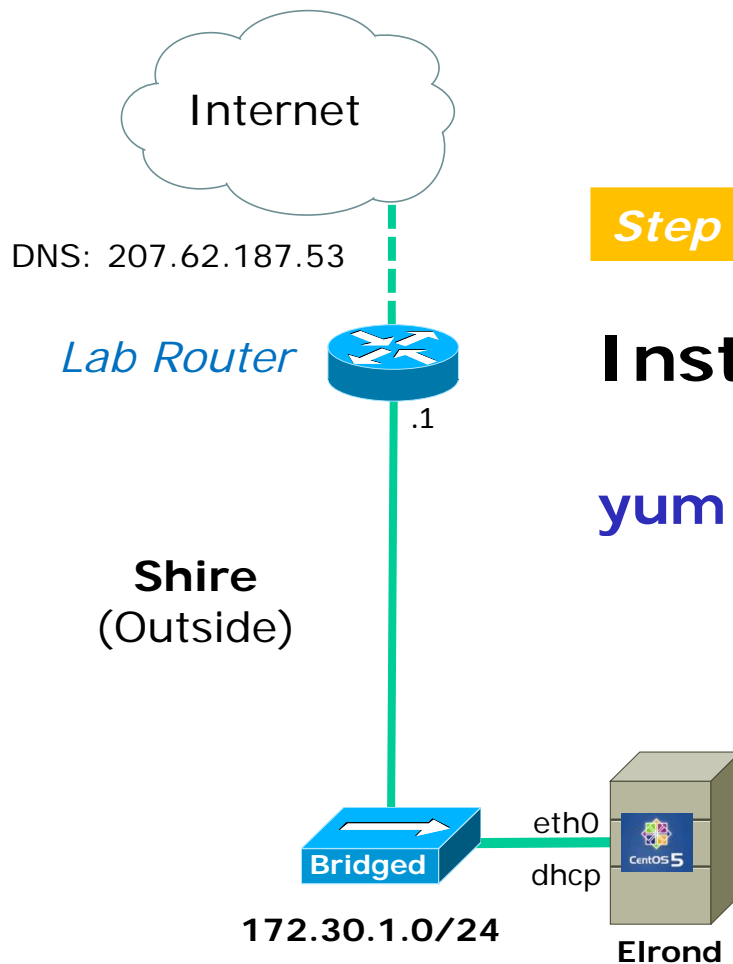 Internet
DNS: 207.62.187.53
Step
Lab Router
.1
Inst
yum
Shire
(Outside)
eth0
dhcp
CentOS 5
Bridged
172.30.1.0/24
Elrond